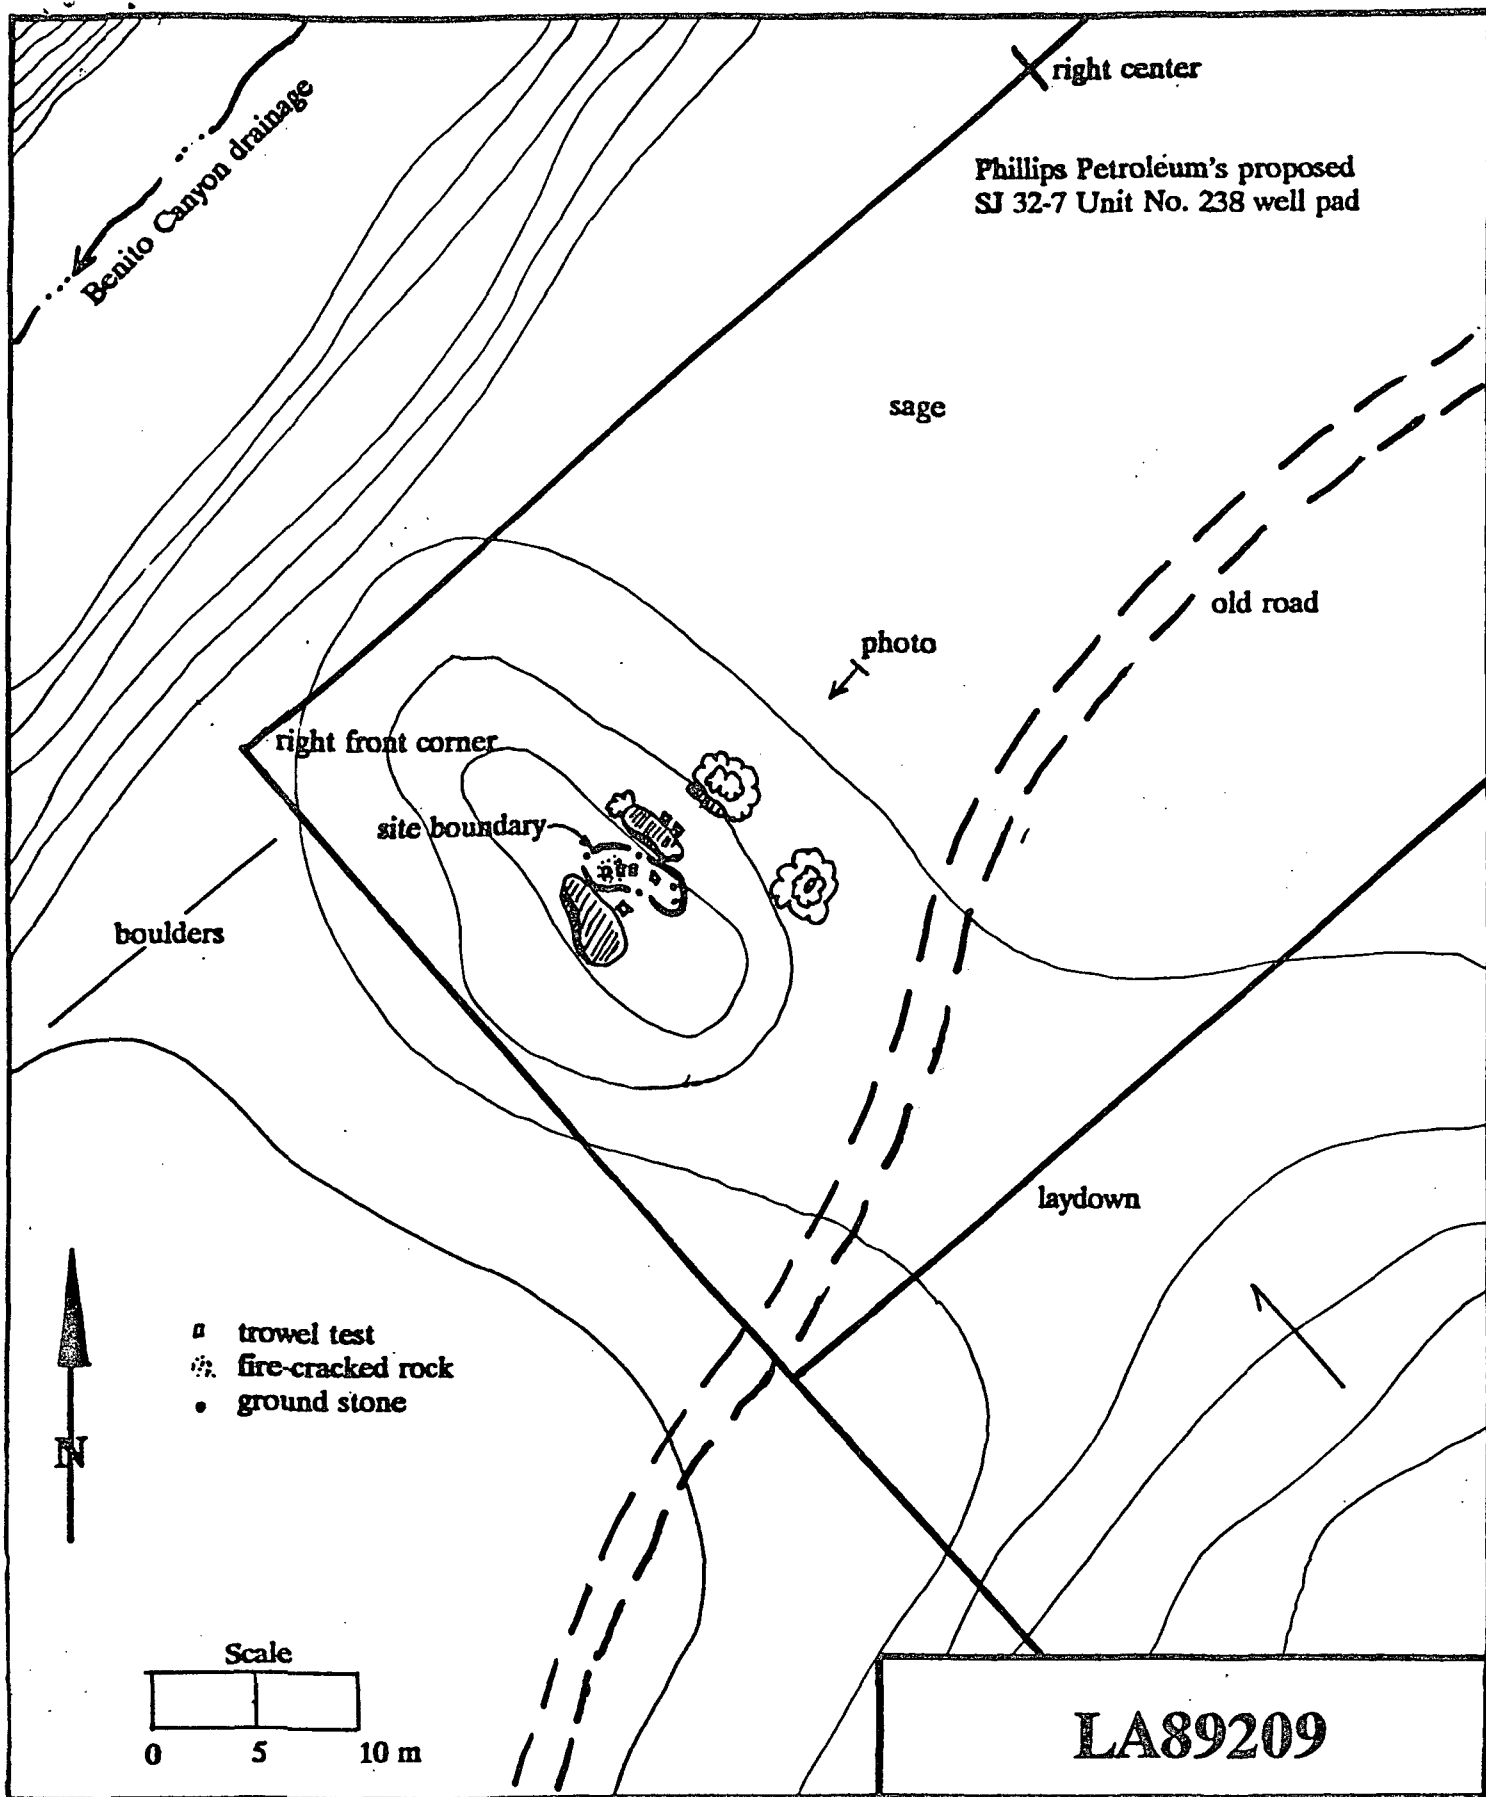 right center
Benito Canyon drainage
Phillips Petroleum's proposed
SJ 32-7 Unit No. 238 well pad
sage
old road
photo
right front corner
site boundary
boulders
laydown
trowel test
fire-cracked rock
ground stone
N
Scale
0 5 10 m
LA89209